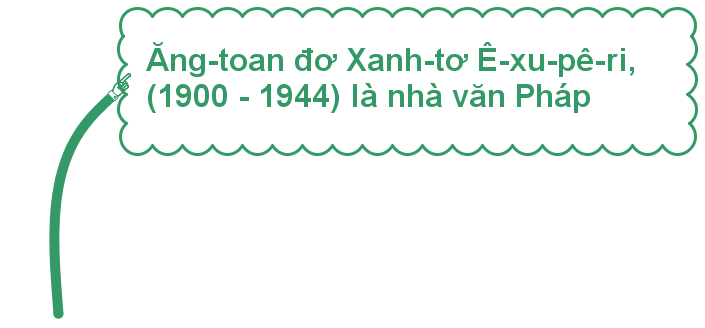 Ăng-toan đơ Xanh-tơ Ê-xu-pê-ri,
(1900 - 1944) là nhà văn Pháp